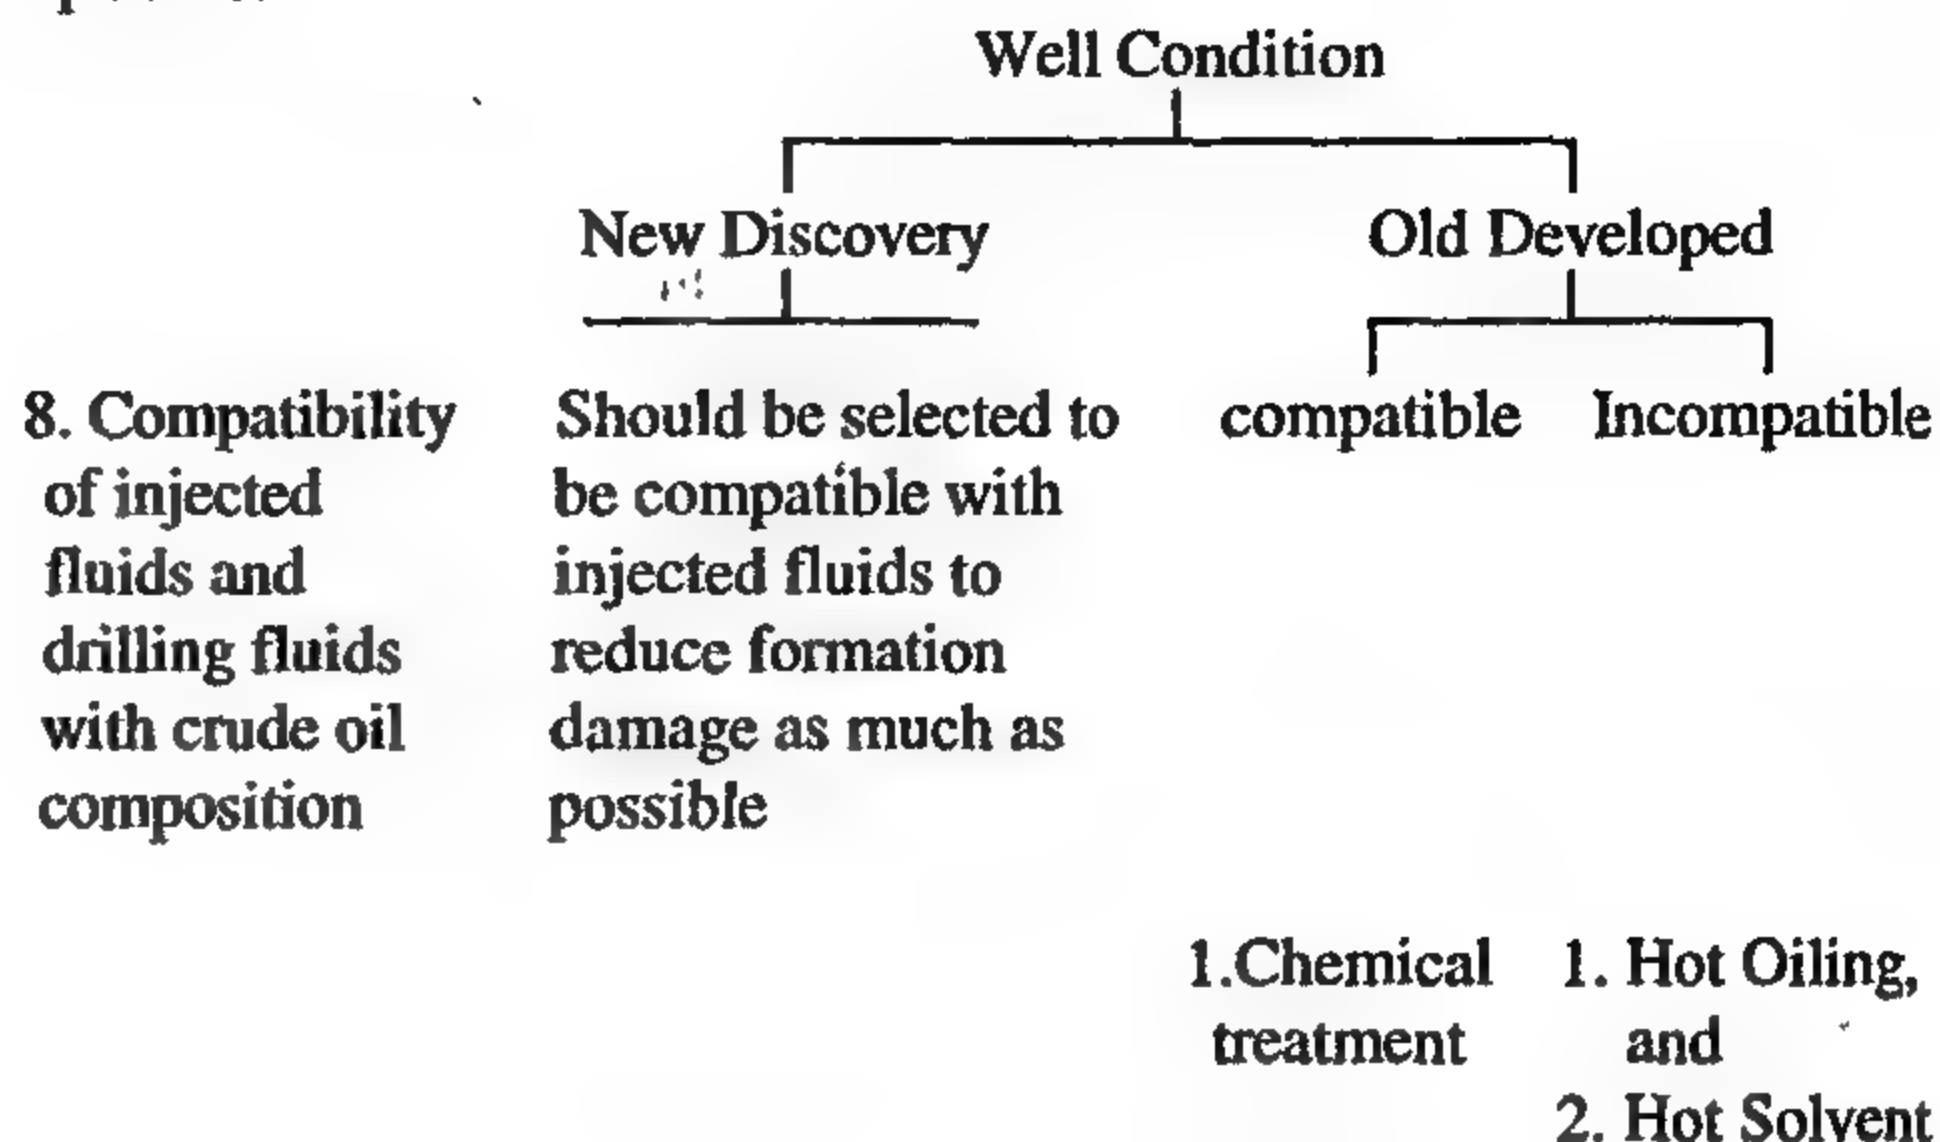 Well Condition
New Discovery Old Developed
8. Compatibility Should be selected to compatible Incompatible
of injected be compatible with
fluids and injected fluids to
drilling fluids reduce formation
with crude oil damage as much as
composition possible
1.Chemical 1. Hot Oiling,
treatment and
2. Hot Solvent